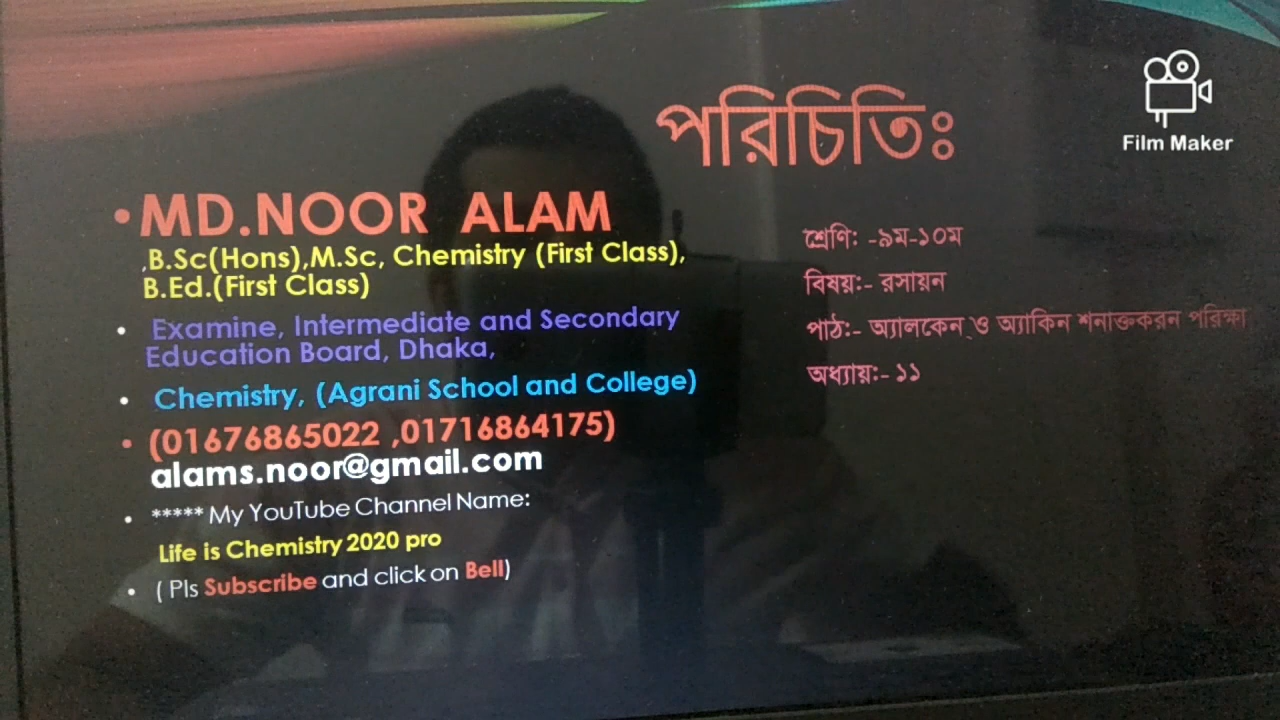 পরিচিতিঃ
Film Maker
•MD.NOOR ALAM
,B.Sc(Hons),M.Sc, Chemistry (First Class),
B.Ed.(First Class)
• Examine, Intermediate and Secondary
Education Board, Dhaka,
• Chemistry, (Agrani School and College)
• (01676865022 ,01716864175)
alams.noor@gmail.com
• ***** My YouTube Channel Name:
Life is Chemistry 2020 pro
• ( Pls Subscribe and click on Bell)
শ্রেণি: -৯ম-১০ম
বিষয়ঃ- রসায়ন
পাঠঃ- অ্যালকেন ও অ্যাকিন শনাক্তকরন পরিক্ষা
অধ্যায়ঃ- ১১